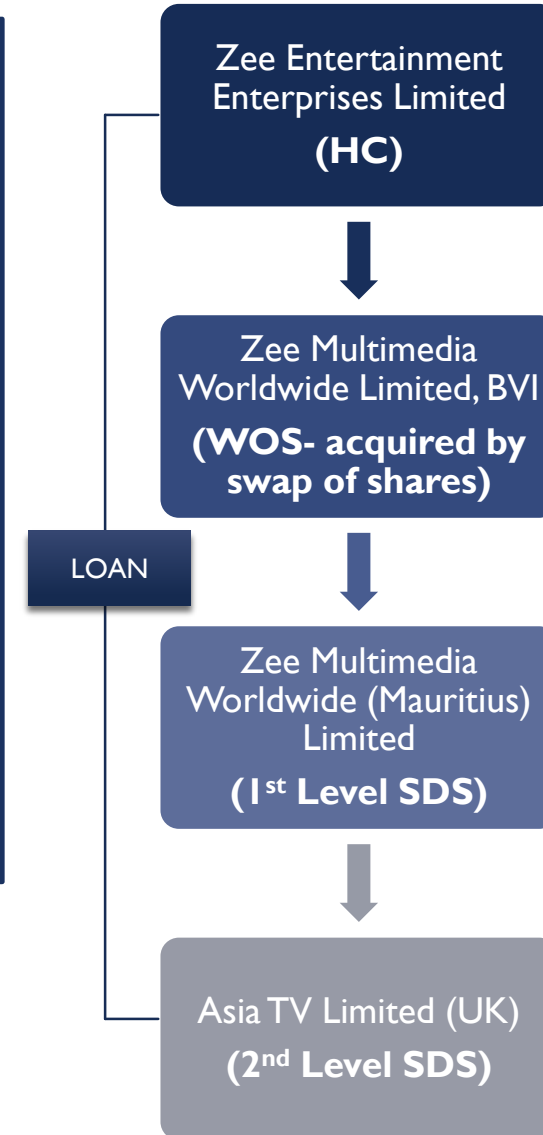 Zee Entertainment
Enterprises Limited
(HC)
Zee Multimedia
Worldwide Limited, BVI
(WOS- acquired by
swap of shares)
LOAN
Zee Multimedia
Worldwide (Mauritius)
Limited
(1st Level SDS)
Asia TV Limited (UK)
(2nd Level SDS)